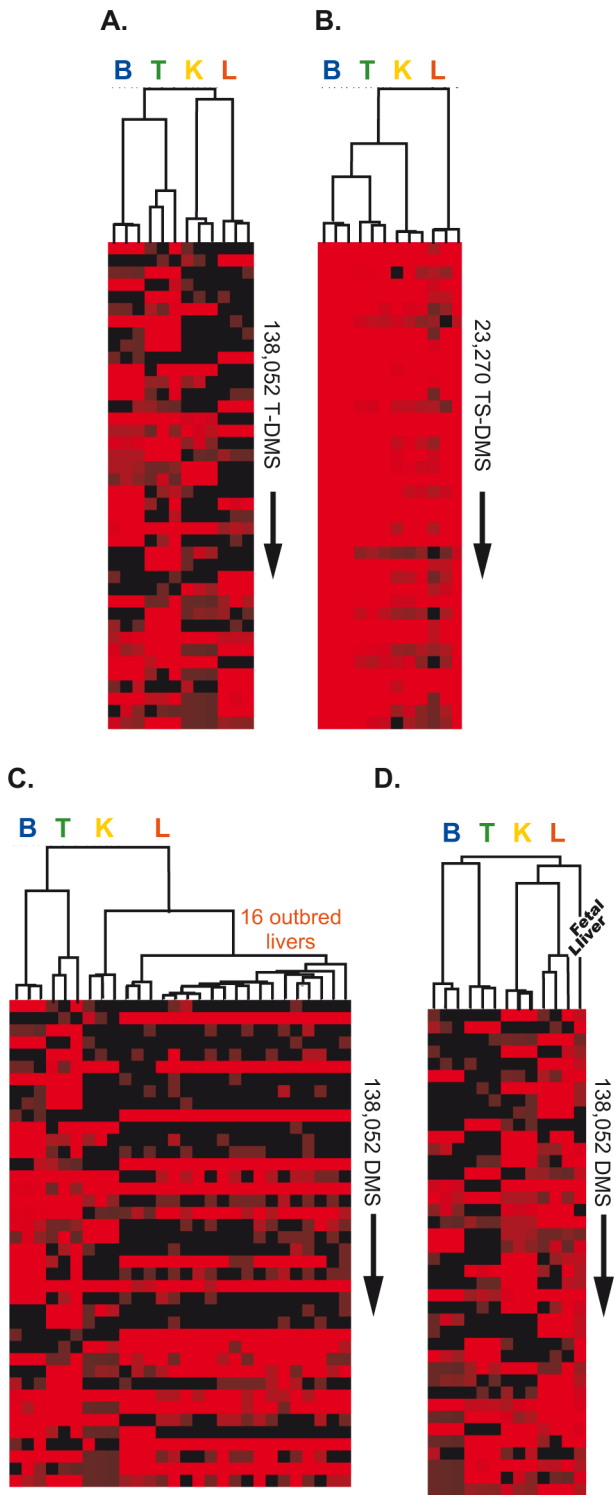 A.
B T K L
138,052 T-DMS
B.
B T K L
23,270 TS-DMS
C.
B T K L
16 outbred
livers
138,052 DMS
D.
B T K L
Fetal
Lliver
138,052 DMS